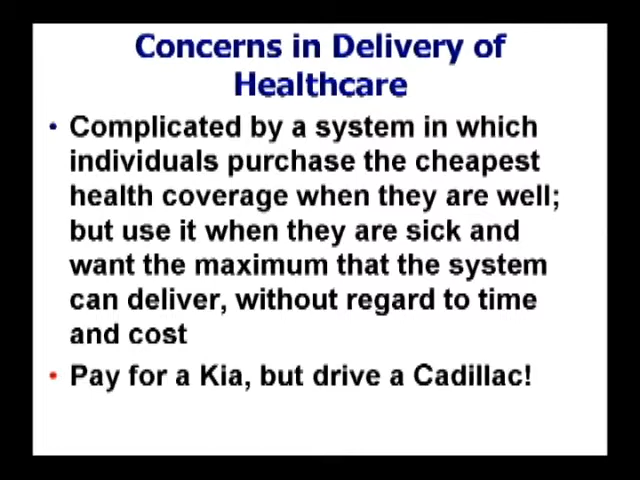 Concerns in Delivery of
Healthcare
• Complicated by a system in which
individuals purchase the cheapest
health coverage when they are well;
but use it when they are sick and
want the maximum that the system
can deliver, without regard to time
and cost
• Pay for a Kia, but drive a Cadillac!